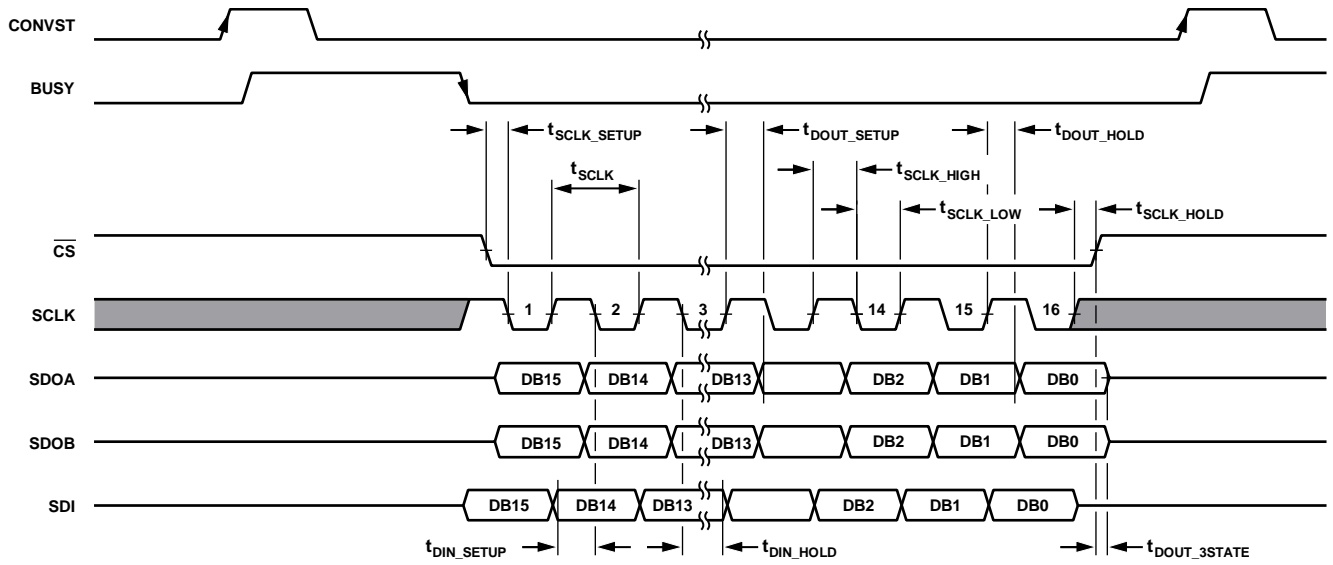 CONVST
BUSY
tSCLK_SETUP
tDOUT_SETUP
tDOUT_HOLD
tSCLK
tSCLK_HIGH
tSCLK_LOW
tSCLK_HOLD
CS
SCLK 1 2 3 14 15 16
SDOA DB15 DB14 DB13 DB2 DB1 DB0
SDOB DB15 DB14 DB13 DB2 DB1 DB0
SDI DB15 DB14 DB13 DB2 DB1 DB0
tDIN_SETUP
tDIN_HOLD
tDOUT_3STATE